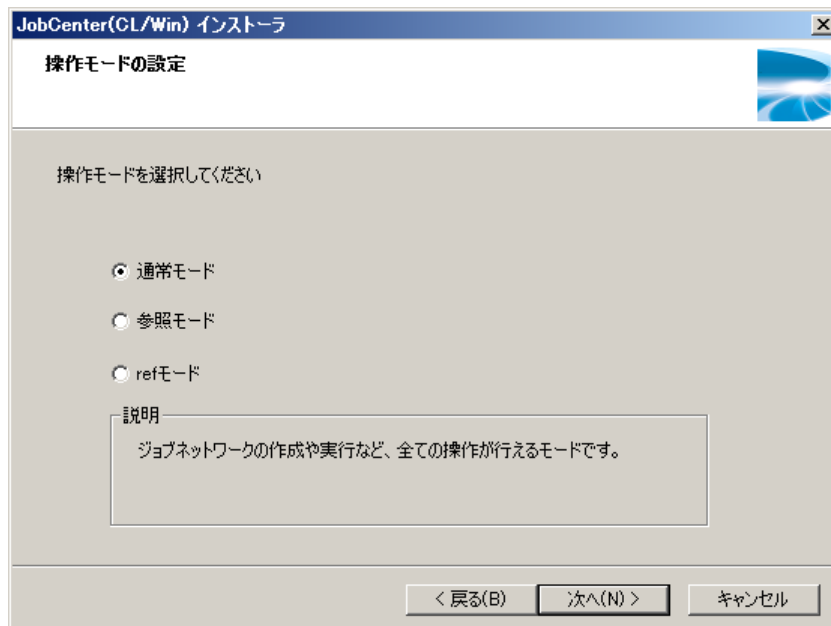 JobCenter(CL/Win) インストーラ
操作モードの設定
操作モードを選択してください
通常モード
参照モード
refモード
説明
ジョブネットワークの作成や実行など、全ての操作が行えるモードです。
< 戻る(B)
次へ(N) >
キャンセル